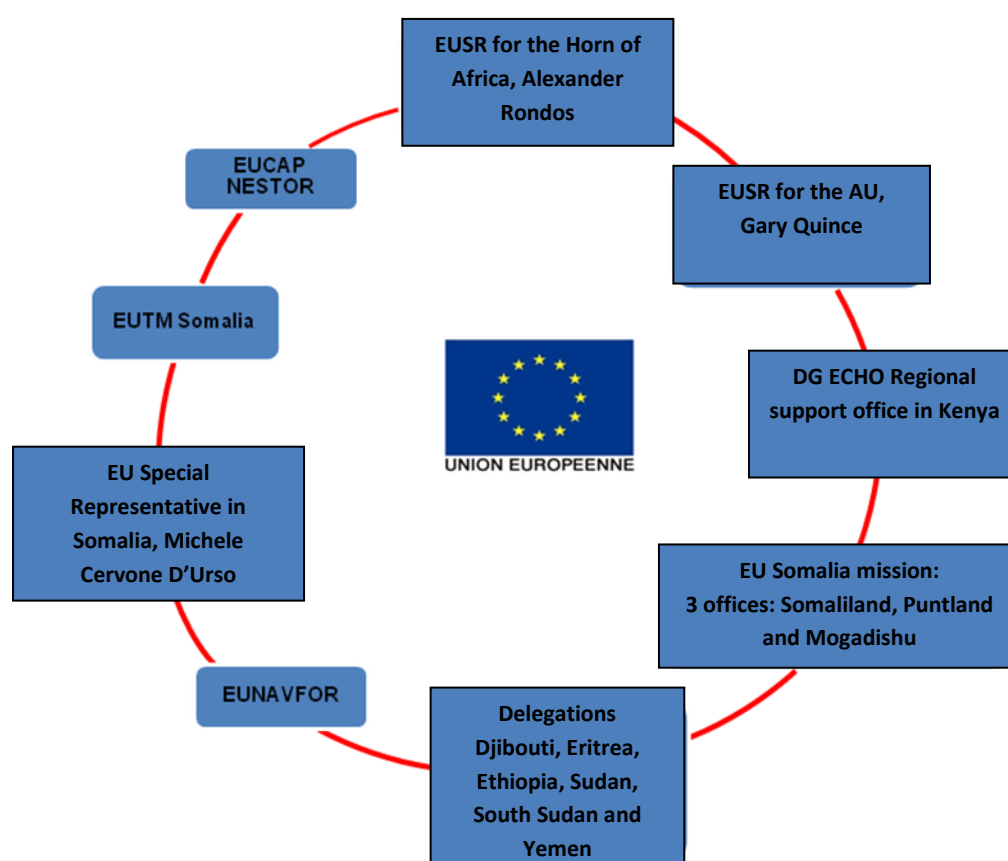 EUSR for the Horn of
Africa, Alexander
Rondos
EUCAP
NESTOR
EUSR for the AU,
Gary Quince
EUTM Somalia
DG ECHO Regional
support office in Kenya
UNION EUROPEENNE
EU Special
Representative in
Somalia, Michele
Cervone D’Urso
EU Somalia mission:
3 offices: Somaliland, Puntland
and Mogadishu
EUNAVFOR
Delegations
Djibouti, Eritrea,
Ethiopia, Sudan,
South Sudan and
Yemen